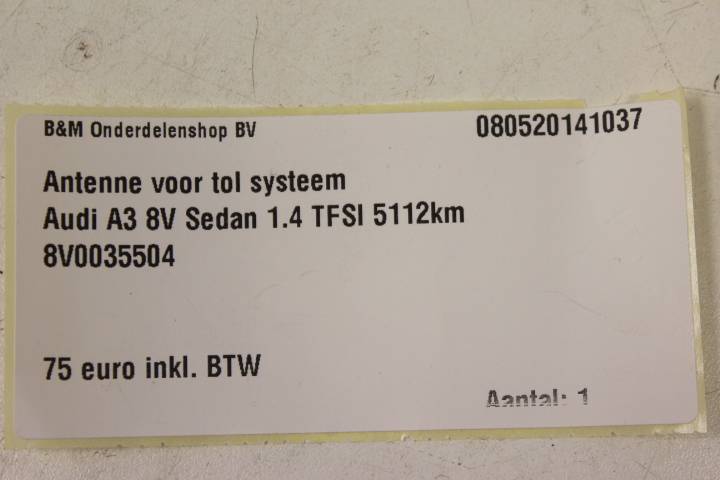 B&M Onderdelenshop BV 080520141037
Antenne voor tol systeem
Audi A3 8V Sedan 1.4 TFSI 5112km
8V0035504
75 euro inkl. BTW
Aantal: 1